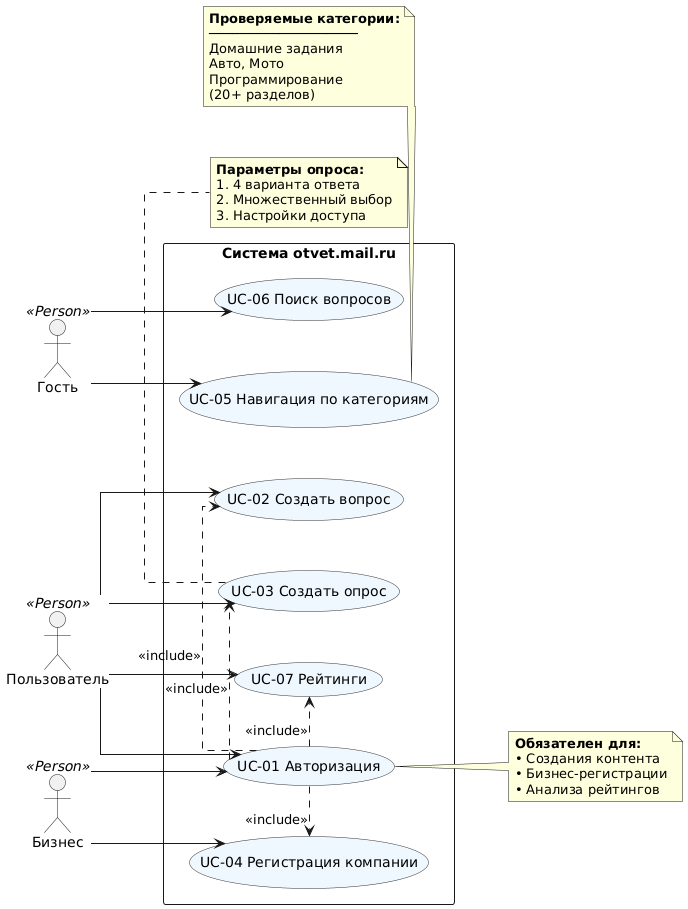 Проверяемые категории:
Домашние задания
Авто, Мото
Программирование
(20+ разделов)
Параметры опроса:
1. 4 варианта ответа
2. Множественный выбор
3. Настройки доступа
Система otvet.mail.ru
UC-06 Поиск вопросов
«Person»
Гость
UC-05 Навигация по категориям
UC-02 Создать вопрос
UC-03 Создать опрос
«Person»
Пользователь
«include»
«include»
UC-07 Рейтинги
«include»
Обязателен для:
• Создания контента
• Бизнес-регистрации
• Анализа рейтингов
«Person»
UC-01 Авторизация
«include»
Бизнес
UC-04 Регистрация компании